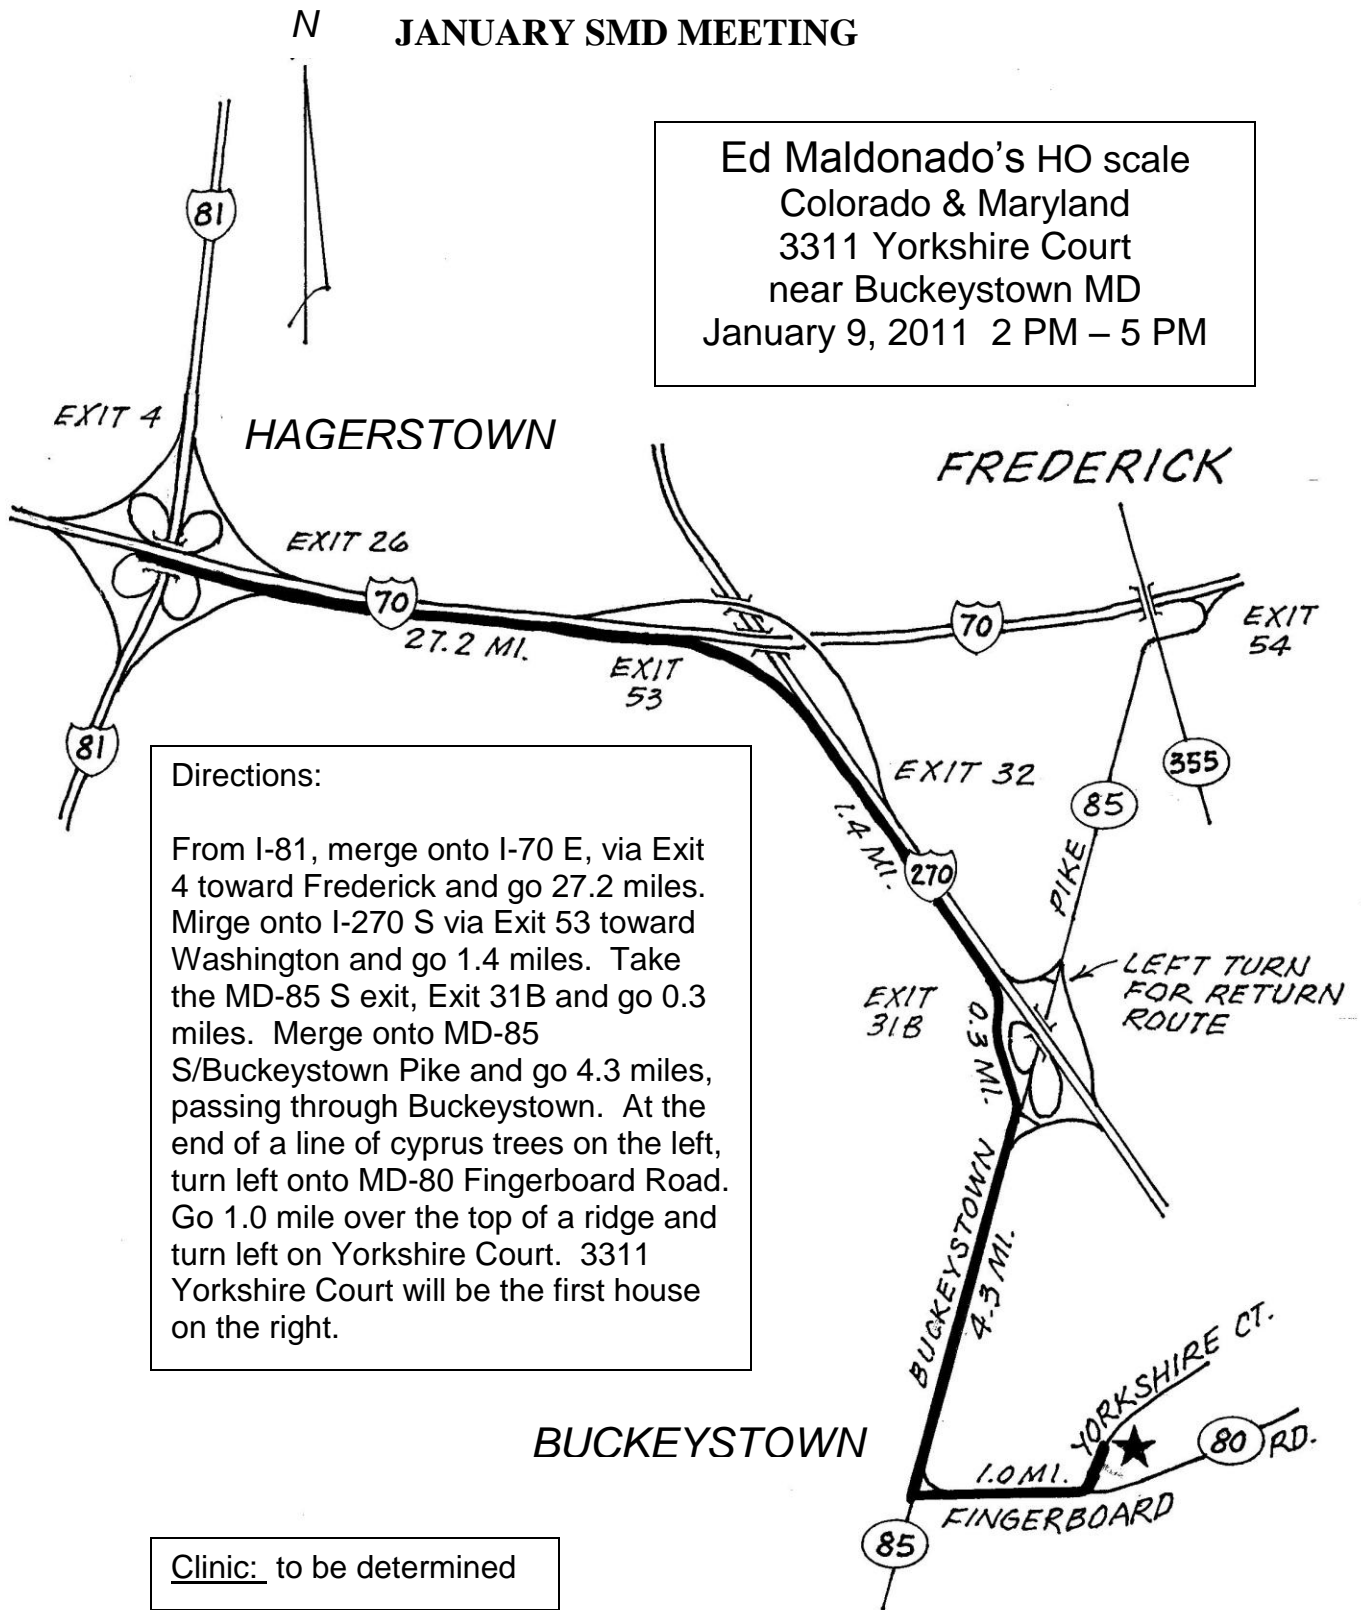 N
JANUARY SMD MEETING
Ed Maldonado’s HO scale
Colorado & Maryland
3311 Yorkshire Court
near Buckeystown MD
January 9, 2011  2 PM – 5 PM
81
EXIT 4
HAGERSTOWN
FREDERICK
EXIT 26
70
27.2 MI.
EXIT
53
70
EXIT
54
81
355
EXIT 32
85
1.4 MI.
270
PIKE
Directions:
From I-81, merge onto I-70 E, via Exit
4 toward Frederick and go 27.2 miles.
Mirge onto I-270 S via Exit 53 toward
Washington and go 1.4 miles.  Take
the MD-85 S exit, Exit 31B and go 0.3
miles.  Merge onto MD-85
S/Buckeystown Pike and go 4.3 miles,
passing through Buckeystown.  At the
end of a line of cyprus trees on the left,
turn left onto MD-80 Fingerboard Road.
Go 1.0 mile over the top of a ridge and
turn left on Yorkshire Court.  3311
Yorkshire Court will be the first house
on the right.
LEFT TURN
FOR RETURN
ROUTE
EXIT
31B
0.3 MI.
BUCKEYSTOWN
4.3 MI.
YORKSHIRE CT.
BUCKEYSTOWN
80
RD.
1.0 MI.
FINGERBOARD
85
Clinic:  to be determined